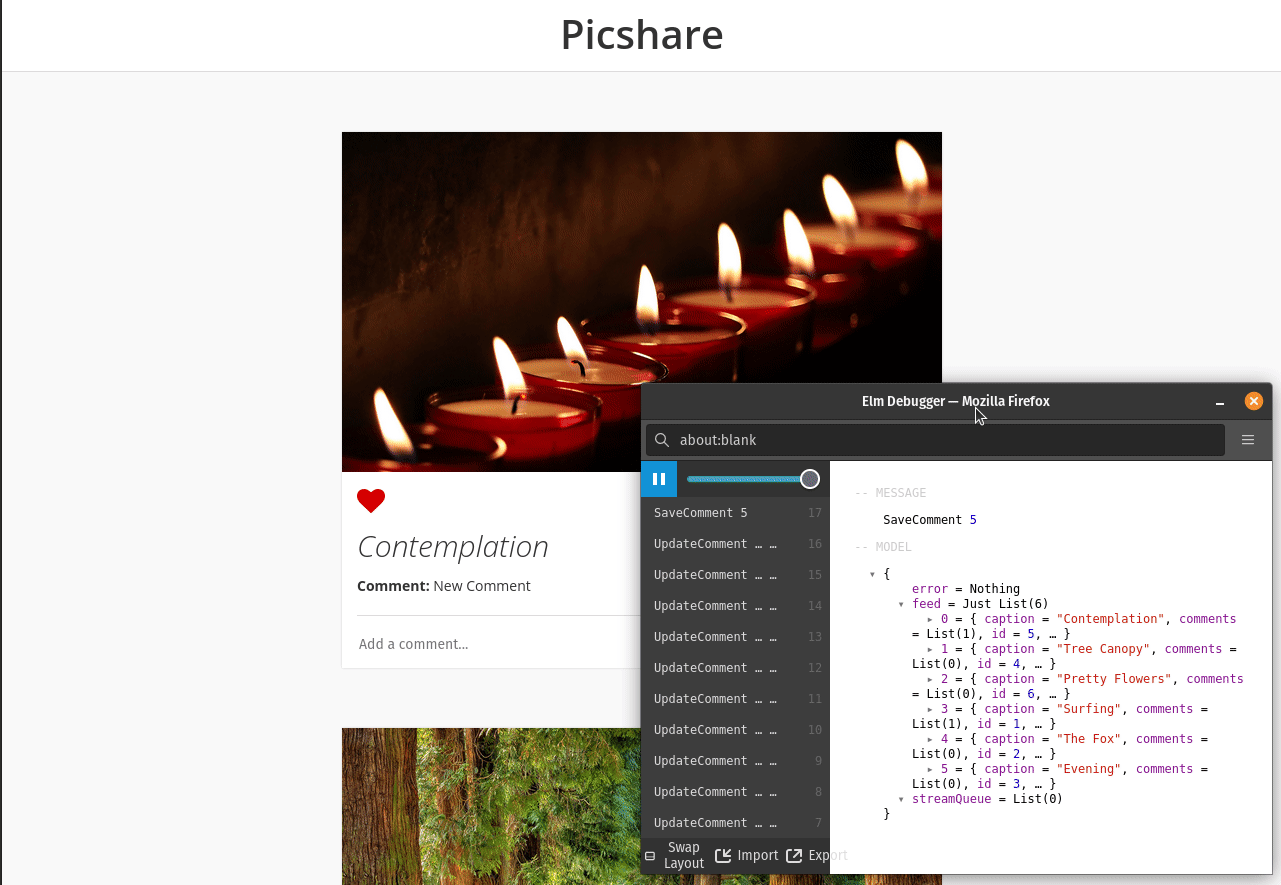 Picshare
Contemplation
Comment: New Comment
Add a comment...
Elm Debugger — Mozilla Firefox
about:blank
SaveComment 5 17
UpdateComment … … 16
UpdateComment … … 15
UpdateComment … … 14
UpdateComment … … 13
UpdateComment … … 12
UpdateComment … … 11
UpdateComment … … 10
UpdateComment … … 9
UpdateComment … … 8
UpdateComment … … 7
Swap
Layout
Import
Export
-- MESSAGE
SaveComment 5
-- MODEL
▾ {
error = Nothing
▾ feed = Just List(6)
▸ 0 = { caption = "Contemplation", comments
= List(1), id = 5, … }
▸ 1 = { caption = "Tree Canopy", comments =
List(0), id = 4, … }
▸ 2 = { caption = "Pretty Flowers", comments
= List(0), id = 6, … }
▸ 3 = { caption = "Surfing", comments =
List(1), id = 1, … }
▸ 4 = { caption = "The Fox", comments =
List(0), id = 2, … }
▸ 5 = { caption = "Evening", comments =
List(0), id = 3, … }
▾ streamQueue = List(0)
}